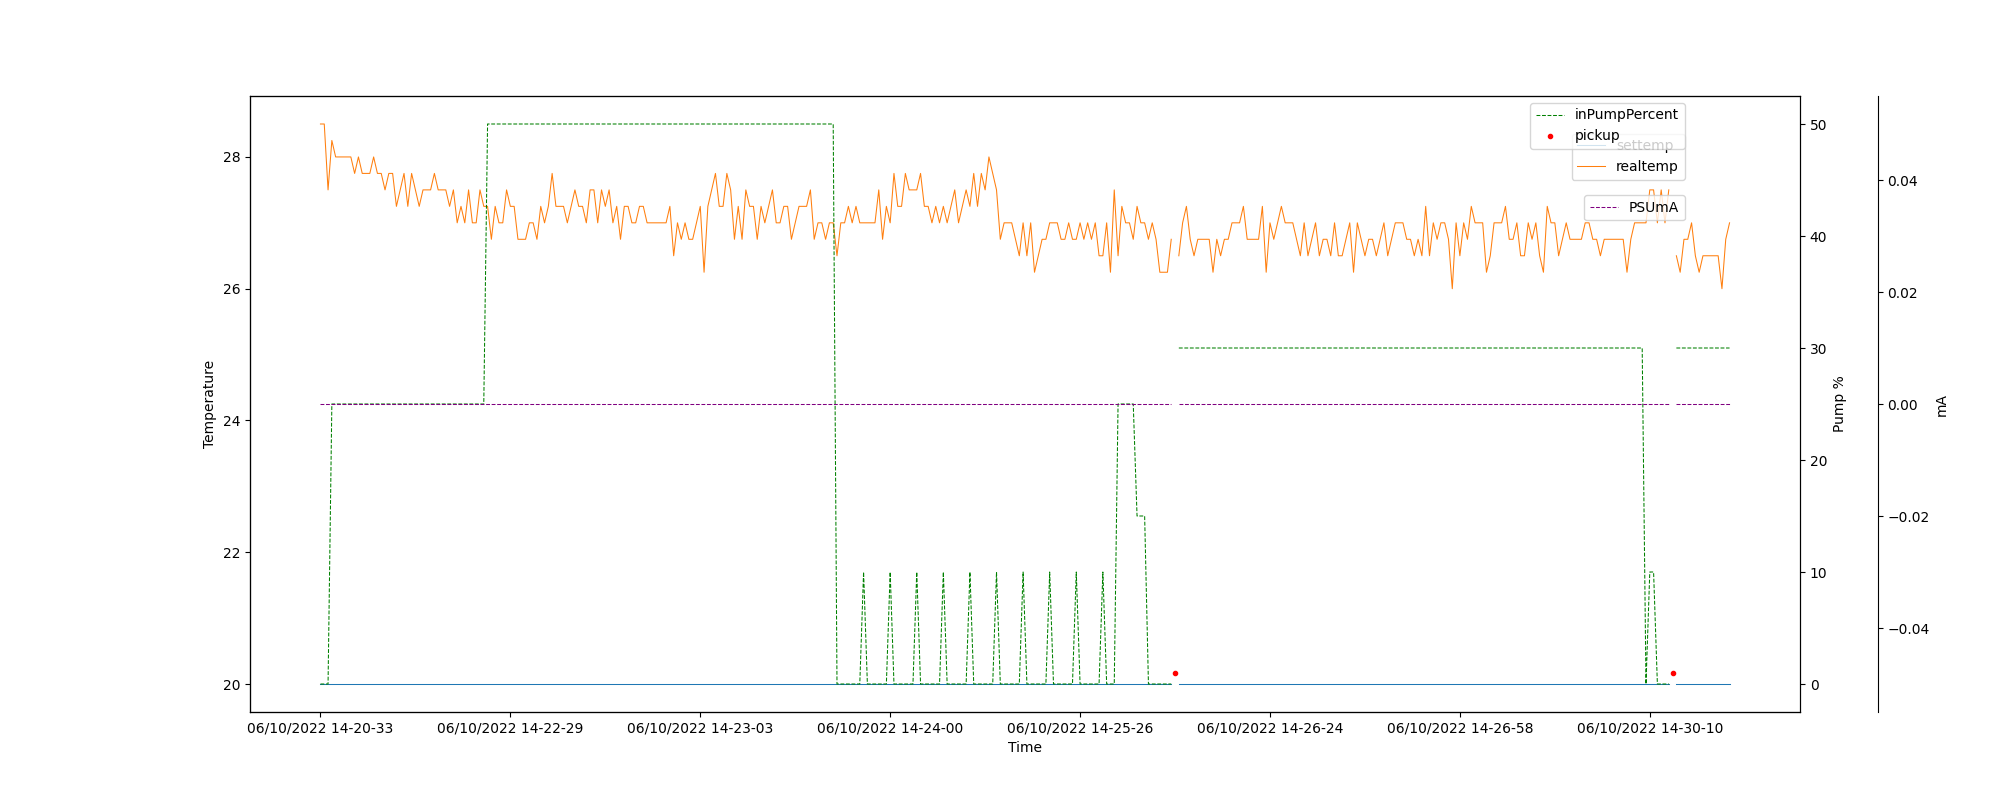 inPumpPercent
pickup
settemp
realtemp
PSUmA
28
26
24
22
20
Temperature
50
40
30
20
10
0
Pump %
0.04
0.02
0.00
−0.02
−0.04
mA
06/10/2022 14-20-33
06/10/2022 14-22-29
06/10/2022 14-23-03
06/10/2022 14-24-00
06/10/2022 14-25-26
06/10/2022 14-26-24
06/10/2022 14-26-58
06/10/2022 14-30-10
Time